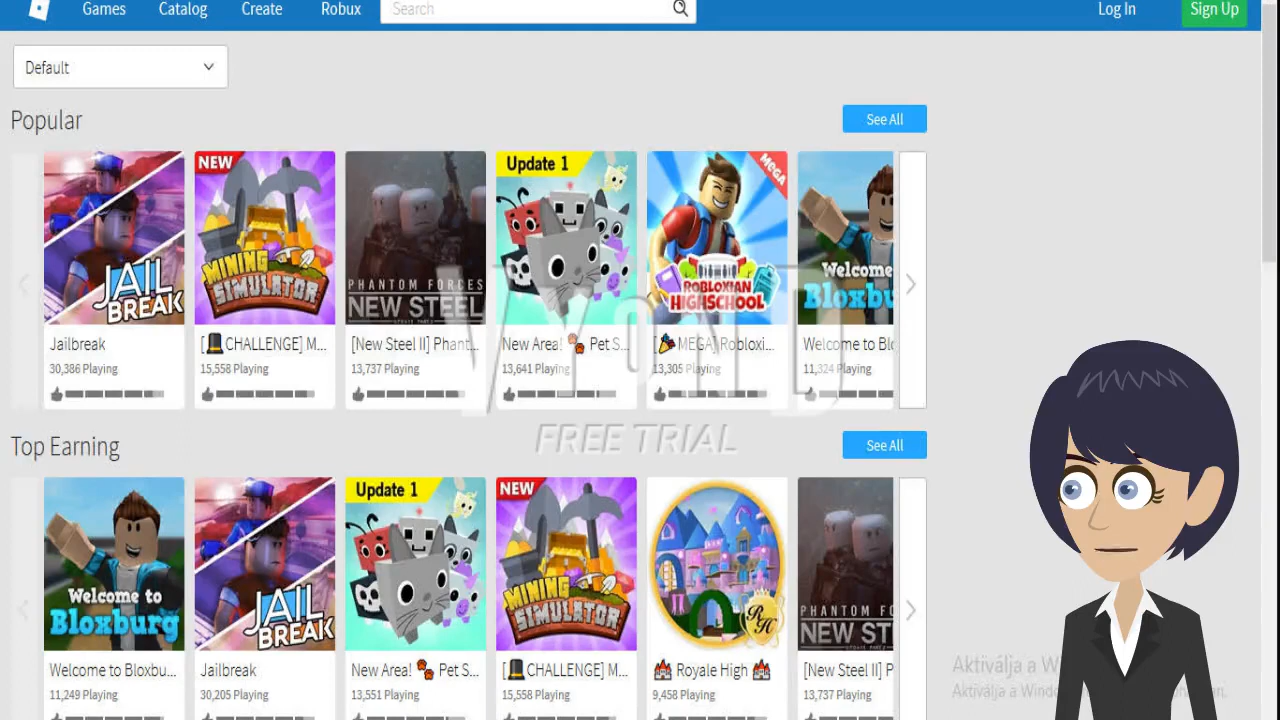 Games Catalog Create Robux Search Log In Sign Up
Default
Popular See All
JAIL BREAK
NEW
MINING SIMULATOR
PHANTOM FORCES
NEW STEEL
Update 1
MEGA
ROBLOXIAN HIGHSCHOOL
Welcome
Bloxbu
Jailbreak
30,386 Playing
[🎩CHALLENGE] M...
15,558 Playing
[New Steel II] Phant...
13,737 Playing
New Area! 🐾 Pet S...
13,641 Playing
[🎉MEGA] Robloxi...
13,305 Playing
Welcome to Blo
11,324 Playing
FREE TRIAL
Top Earning See All
Welcome to
Bloxburg
JAIL BREAK
Update 1
NEW
MINING SIMULATOR
RH
PHANTOM FO
NEW ST
Welcome to Bloxbu...
11,249 Playing
Jailbreak
30,205 Playing
New Area! 🐾 Pet S...
13,551 Playing
[🎩CHALLENGE] M...
15,558 Playing
🏰 Royale High 🏰
9,458 Playing
[New Steel II] P
13,737 Playing
Aktiválja a W
Aktiválja a Windo